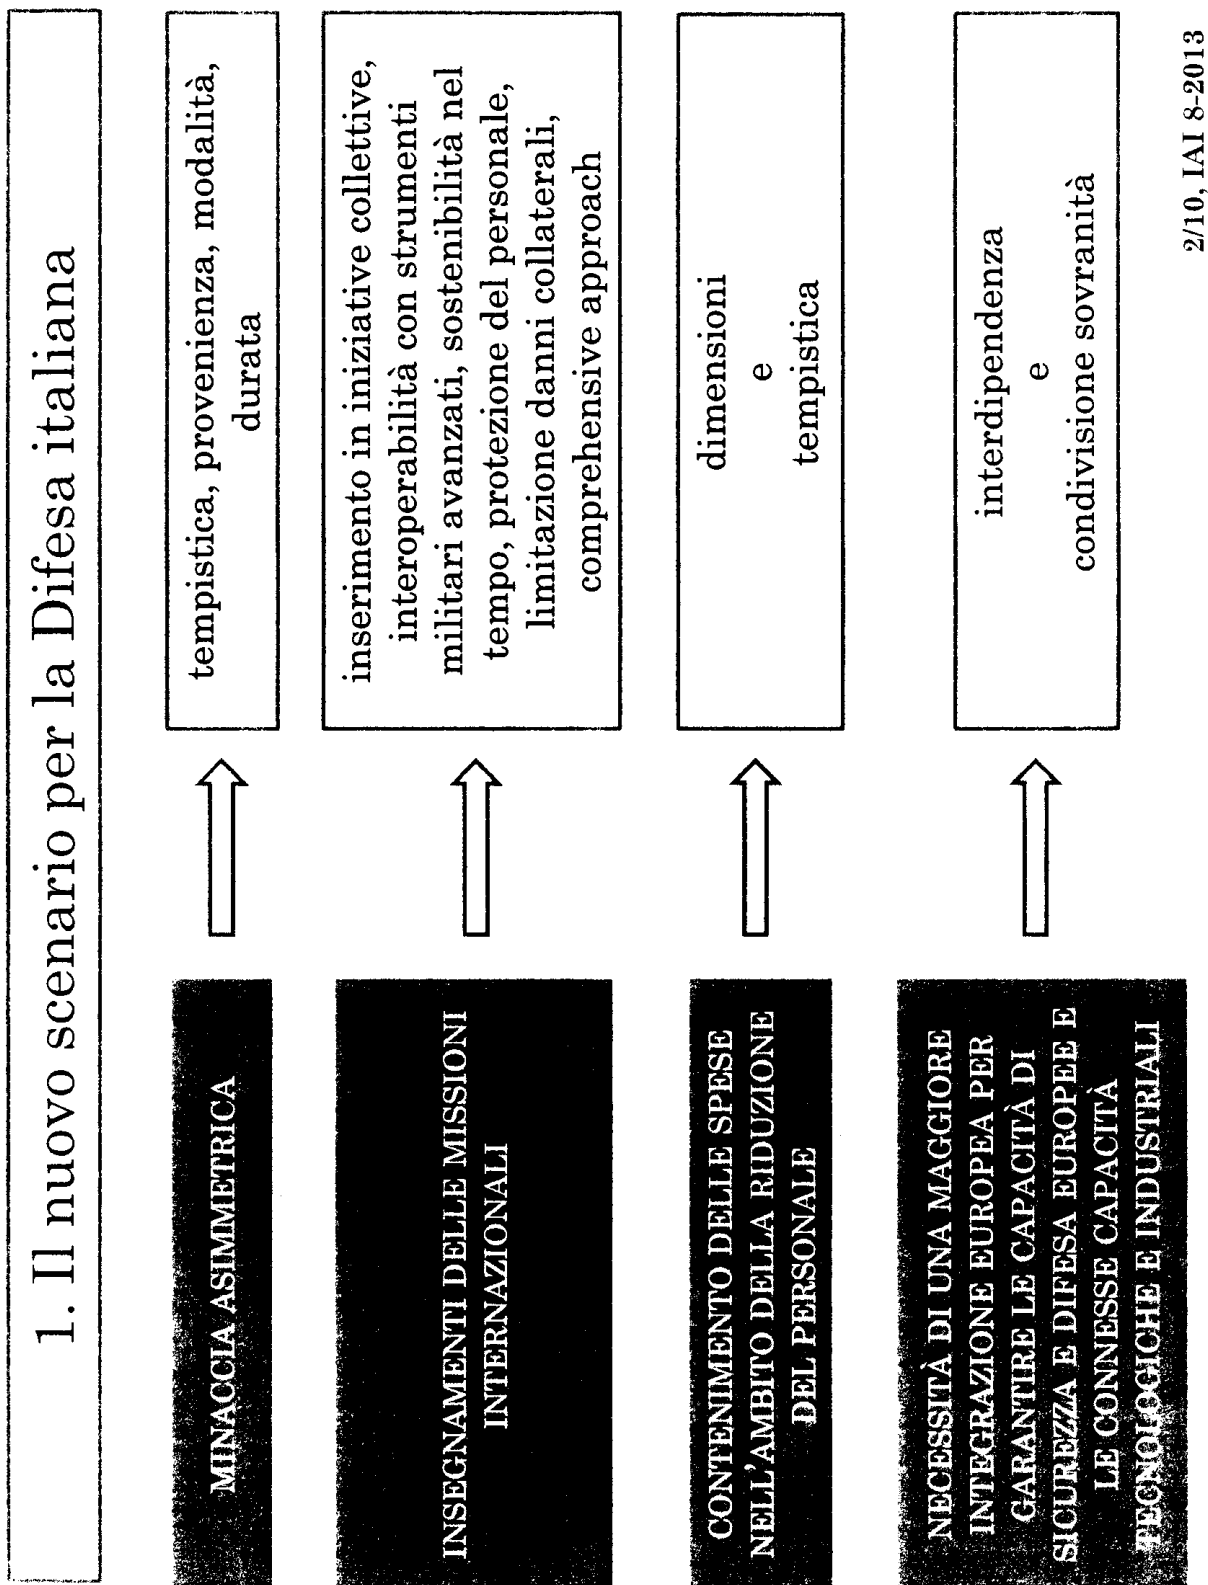 1. Il nuovo scenario per la Difesa italiana
MINACCIA ASIMMETRICA
tempistica, provenienza, modalità,
durata
INSEGNAMENTI DELLE MISSIONI
INTERNAZIONALI
inserimento in iniziative collettive,
interoperabilità con strumenti
militari avanzati, sostenibilità nel
tempo, protezione del personale,
limitazione danni collaterali,
comprehensive approach
CONTENIMENTO DELLE SPESE
NELL'AMBITO DELLA RIDUZIONE
DEL PERSONALE
dimensioni
e
tempistica
NECESSITÀ DI UNA MAGGIORE
INTEGRAZIONE EUROPEA PER
GARANTIRE LE CAPACITÀ DI
SICUREZZA E DIFESA EUROPEE E
LE CONNESSE CAPACITÀ
TECNOLOGICHE E INDUSTRIALI
interdipendenza
e
condivisione sovranità
2/10, IAI 8-2013